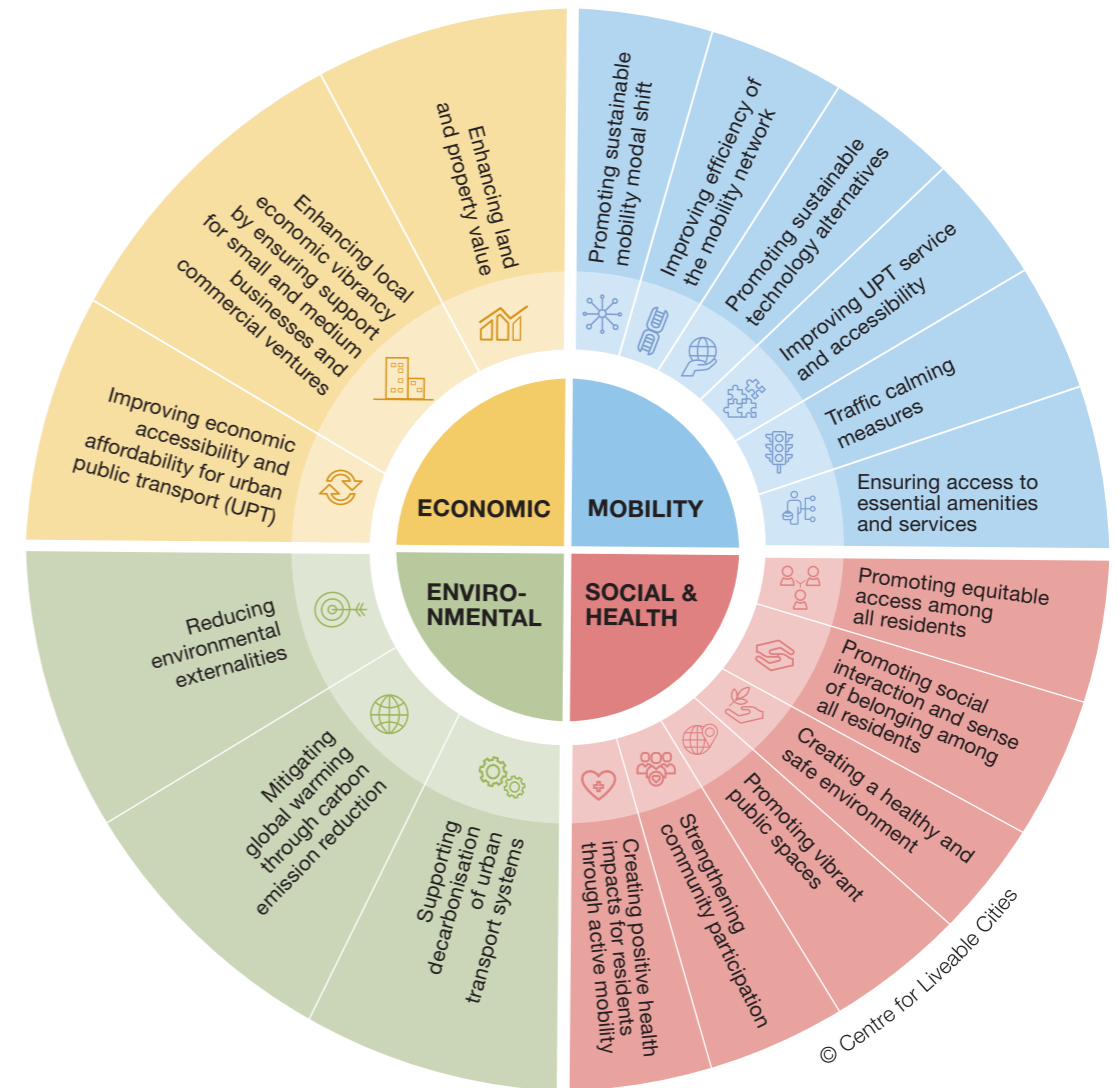 ECONOMIC
Enhancing land
and property value
Enhancing local
economic vibrancy
by ensuring support
for small and medium
businesses and
commercial ventures
Improving economic
accessibility and
affordability for urban
public transport (UPT)
MOBILITY
Promoting sustainable
mobility modal shift
Improving efficiency of
the mobility network
Promoting sustainable
technology alternatives
Improving UPT service
and accessibility
Traffic calming
measures
Ensuring access to
essential amenities
and services
ENVIRO-
NMENTAL
Reducing
environmental
externalities
Mitigating
global warming
through carbon
emission reduction
Supporting
decarbonisation
of urban
transport systems
SOCIAL &
HEALTH
Promoting equitable
access among
all residents
Promoting social
interaction and sense
of belonging among
all residents
Creating a healthy and
safe environment
Promoting vibrant
public spaces
Strengthening
community participation
Creating positive health
impacts for residents
through active mobility
© Centre for Liveable Cities